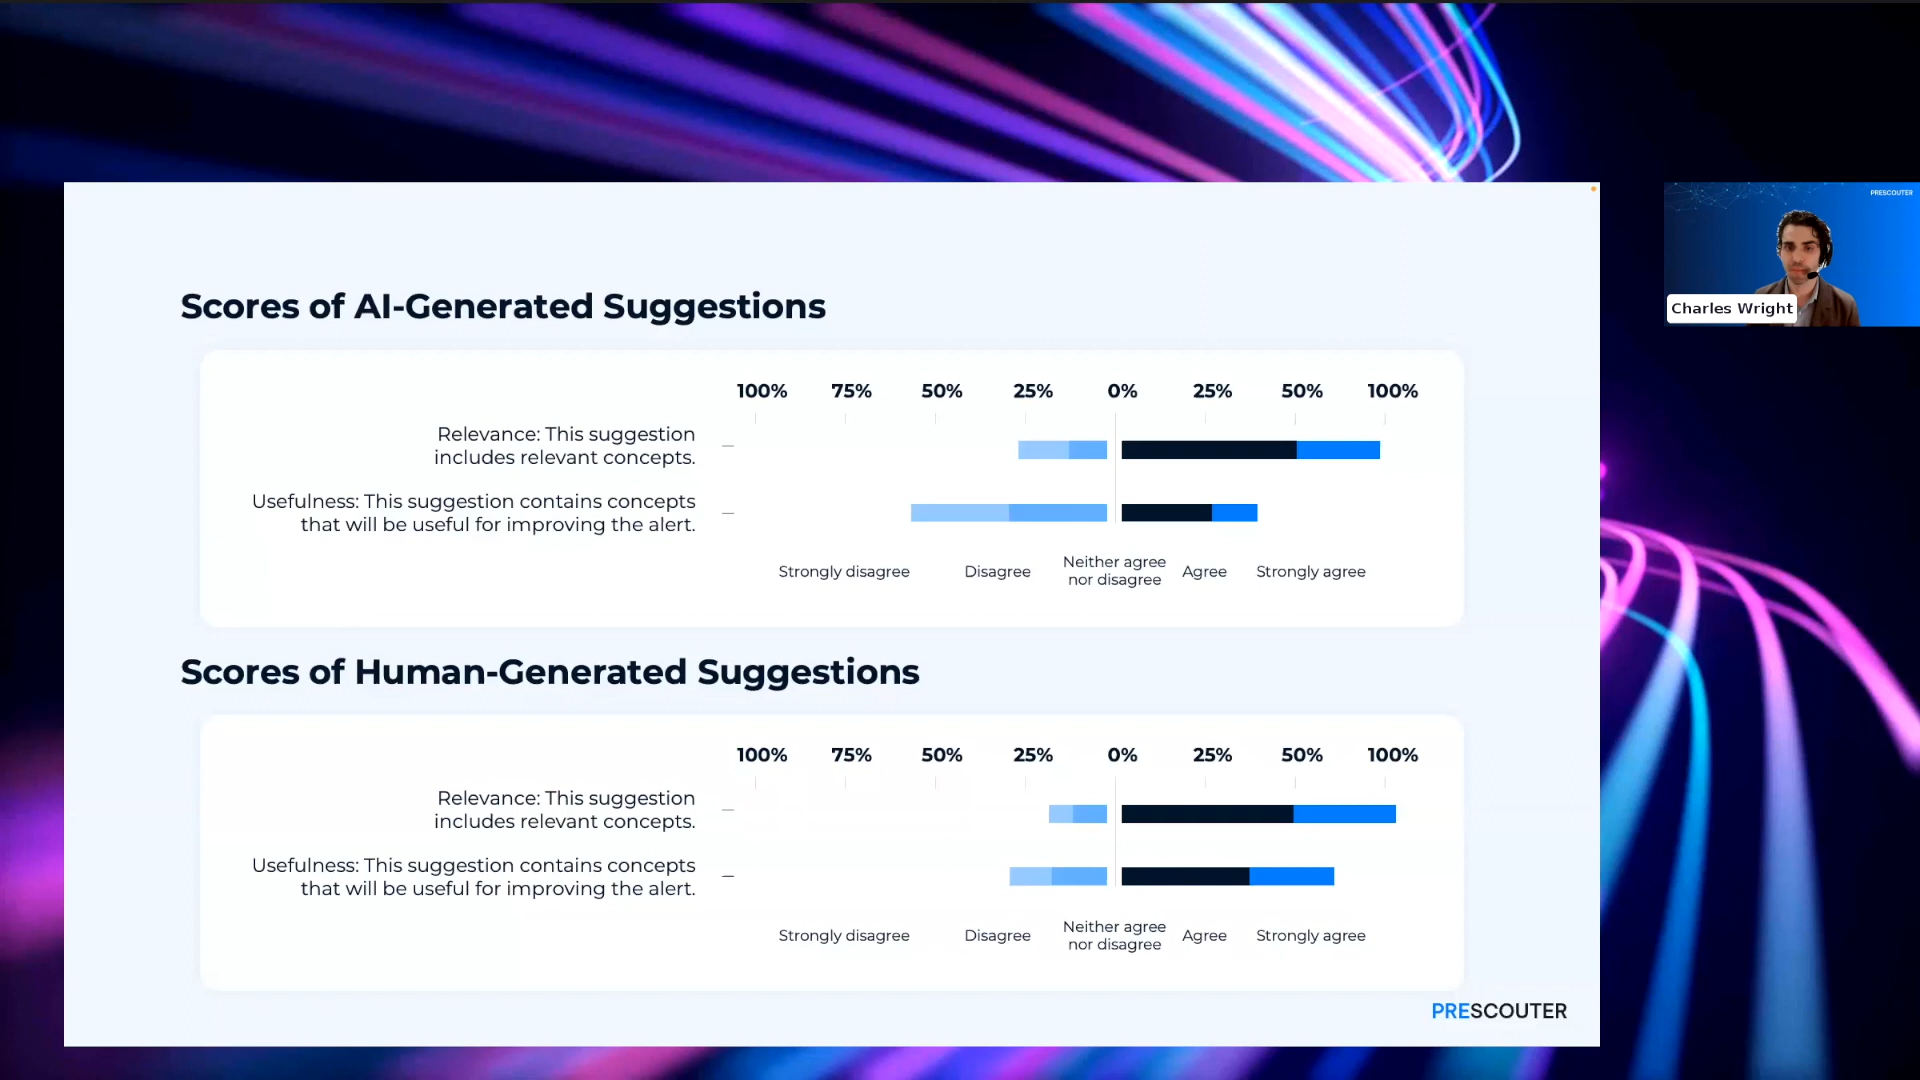 PRESCOUTER
Charles Wright
Scores of AI-Generated Suggestions
100% 75% 50% 25% 0% 25% 50% 100%
Relevance: This suggestion
includes relevant concepts.
Usefulness: This suggestion contains concepts
that will be useful for improving the alert.
Strongly disagree Disagree Neither agree Agree Strongly agree
nor disagree
Scores of Human-Generated Suggestions
100% 75% 50% 25% 0% 25% 50% 100%
Relevance: This suggestion
includes relevant concepts.
Usefulness: This suggestion contains concepts
that will be useful for improving the alert.
Strongly disagree Disagree Neither agree Agree Strongly agree
nor disagree
PRESCOUTER